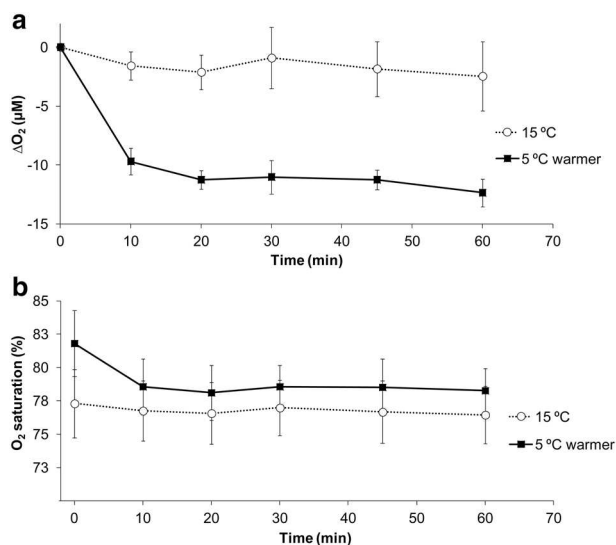 a
ΔO₂ (µM)
0
-5
-10
-15
0 10 20 30 40 50 60 70
Time (min)
15 ºC
5 ºC warmer
b
O₂ saturation (%)
85
83
80
78
75
73
0 10 20 30 40 50 60 70
Time (min)
15 ºC
5 ºC warmer